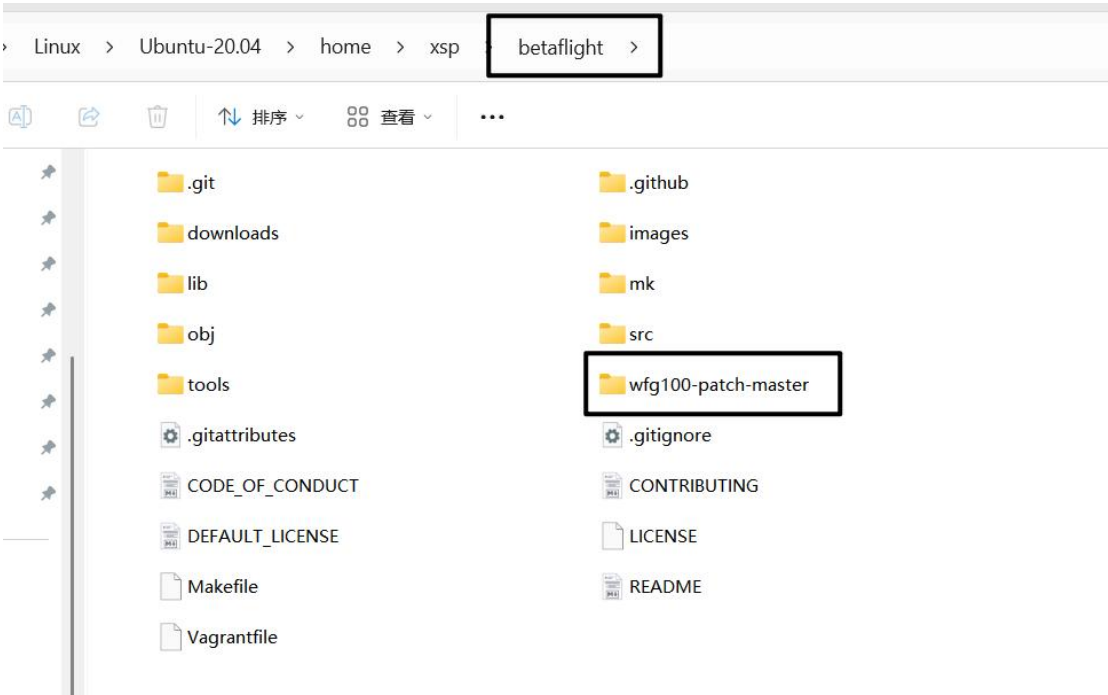 Linux > Ubuntu-20.04 > home > xsp > betaflight >
排序 查看 ...
.git .github
downloads images
lib mk
obj src
tools wfg100-patch-master
.gitattributes .gitignore
CODE_OF_CONDUCT CONTRIBUTING
DEFAULT_LICENSE LICENSE
Makefile README
Vagrantfile